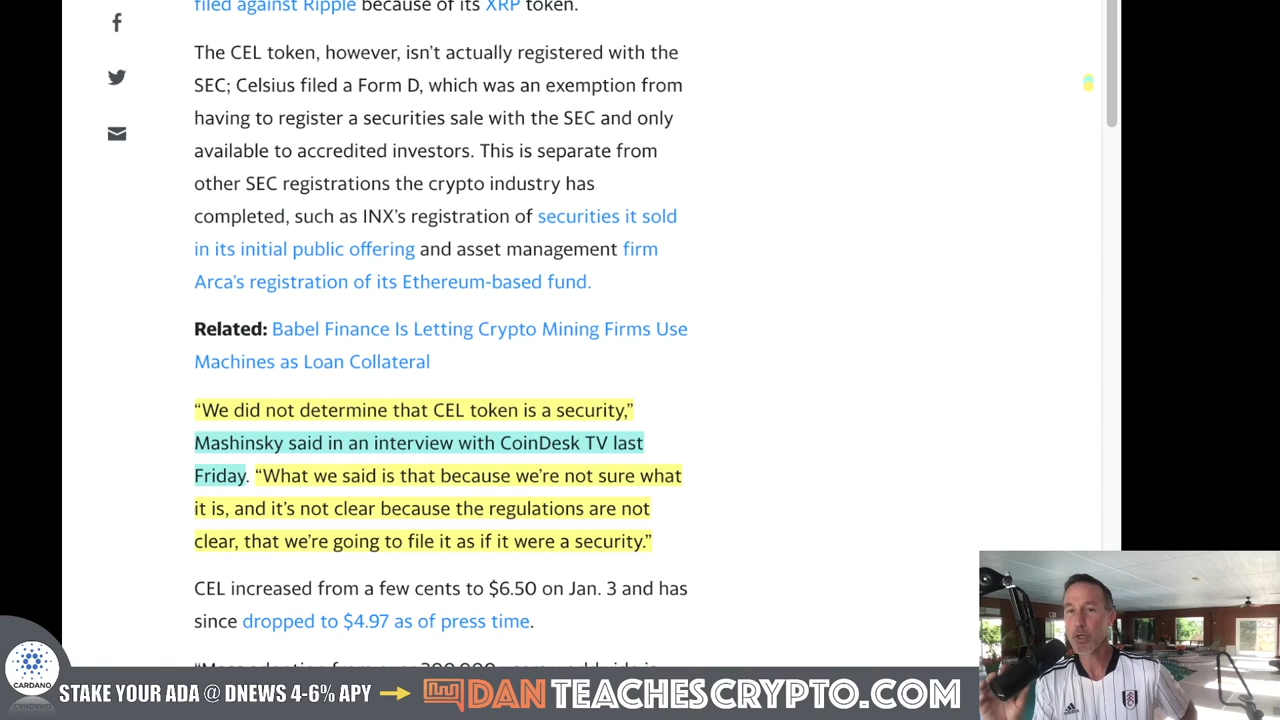 filed against Ripple because of its XRP token.
The CEL token, however, isn’t actually registered with the
SEC; Celsius filed a Form D, which was an exemption from
having to register a securities sale with the SEC and only
available to accredited investors. This is separate from
other SEC registrations the crypto industry has
completed, such as INX’s registration of securities it sold
in its initial public offering and asset management firm
Arca’s registration of its Ethereum-based fund.
Related: Babel Finance Is Letting Crypto Mining Firms Use
Machines as Loan Collateral
“We did not determine that CEL token is a security,”
Mashinsky said in an interview with CoinDesk TV last
Friday. “What we said is that because we’re not sure what
it is, and it’s not clear because the regulations are not
clear, that we’re going to file it as if it were a security.”
CEL increased from a few cents to $6.50 on Jan. 3 and has
since dropped to $4.97 as of press time.
CARDANO
STAKE YOUR ADA @ DNEWS 4-6% APY
DANTEACHESCRYPTO.COM
adidas